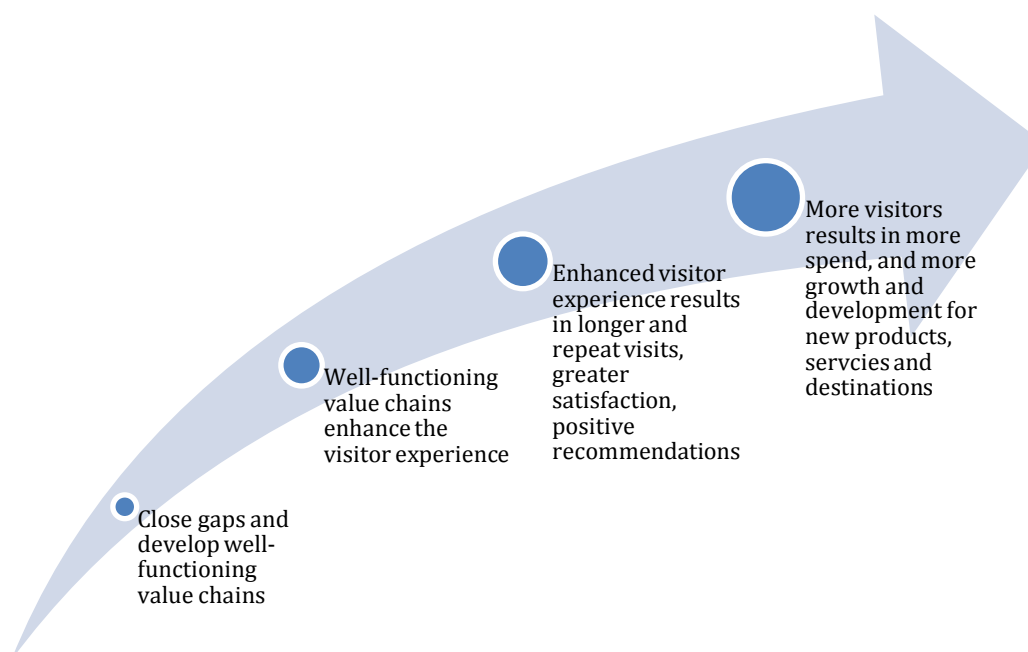 Close gaps and
develop well-
functioning
value chains
Well-functioning
value chains
enhance the
visitor experience
Enhanced visitor
experience results
in longer and
repeat visits,
greater
satisfaction,
positive
recommendations
More visitors
results in more
spend, and more
growth and
development for
new products,
servcies and
destinations